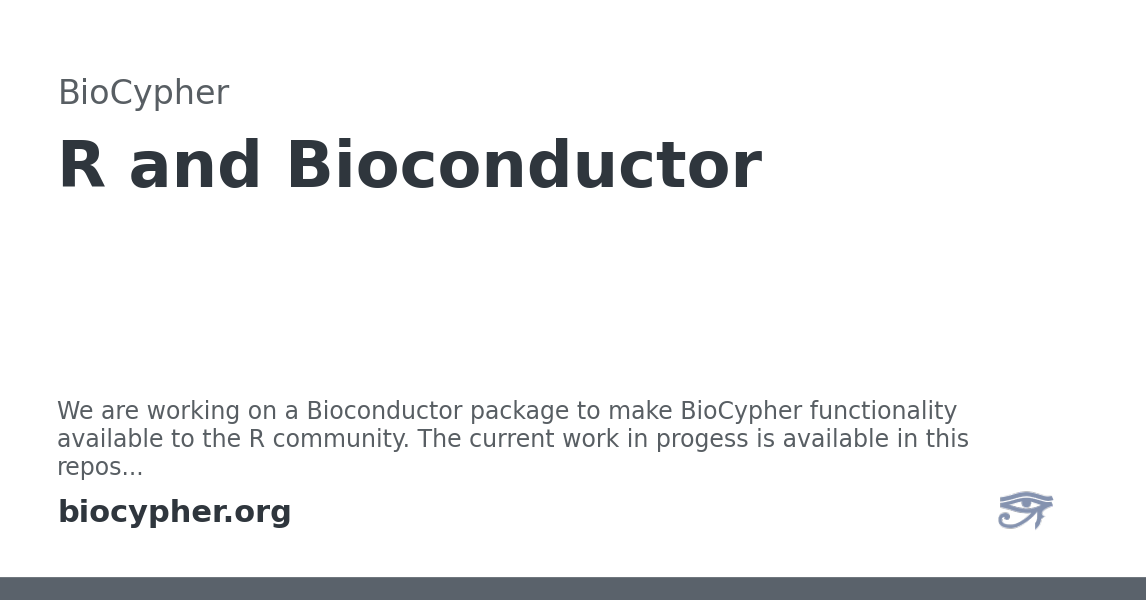 BioCypher
R and Bioconductor
We are working on a Bioconductor package to make BioCypher functionality
available to the R community. The current work in progess is available in this
repos...
biocypher.org